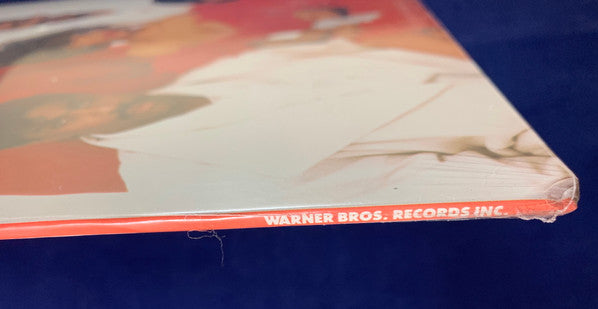 WARNER BROS. RECORDS INC.